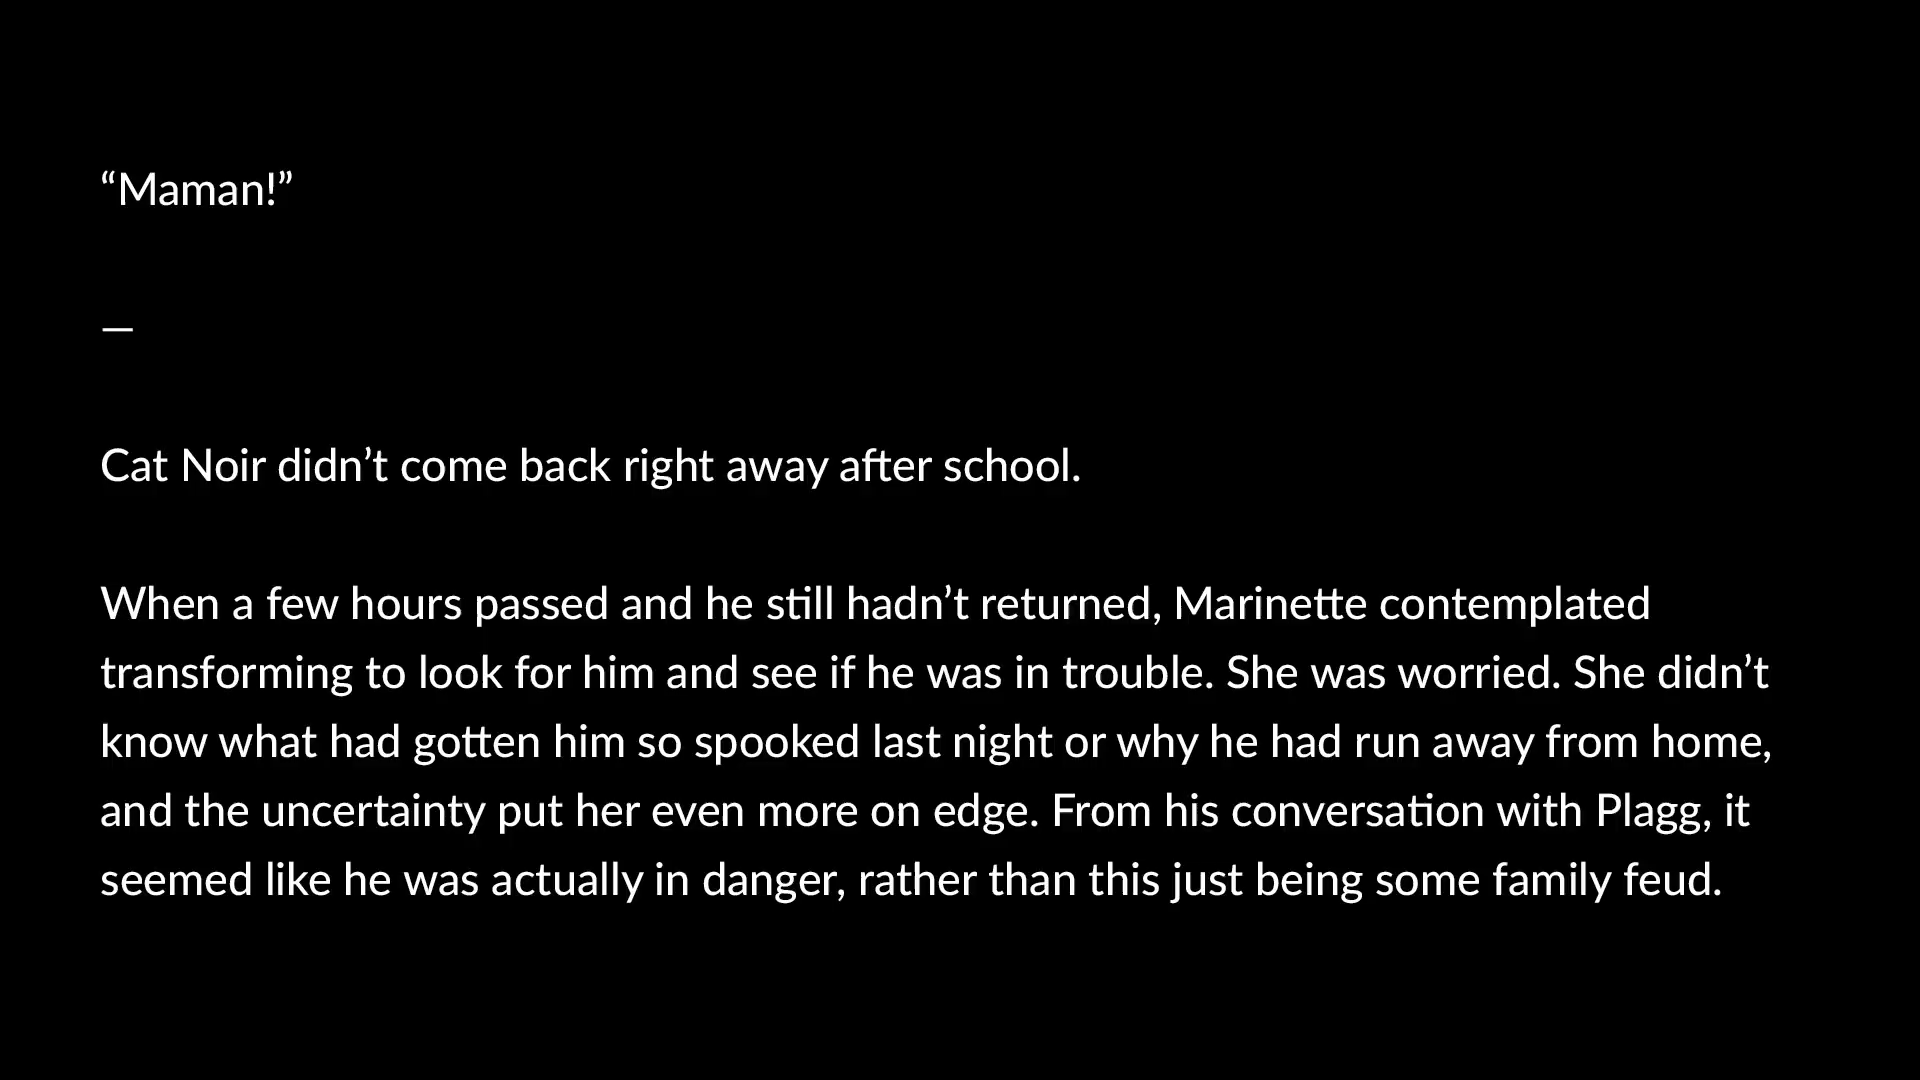 “Maman!”
—
Cat Noir didn’t come back right away after school.
When a few hours passed and he still hadn’t returned, Marinette contemplated
transforming to look for him and see if he was in trouble. She was worried. She didn’t
know what had gotten him so spooked last night or why he had run away from home,
and the uncertainty put her even more on edge. From his conversation with Plagg, it
seemed like he was actually in danger, rather than this just being some family feud.